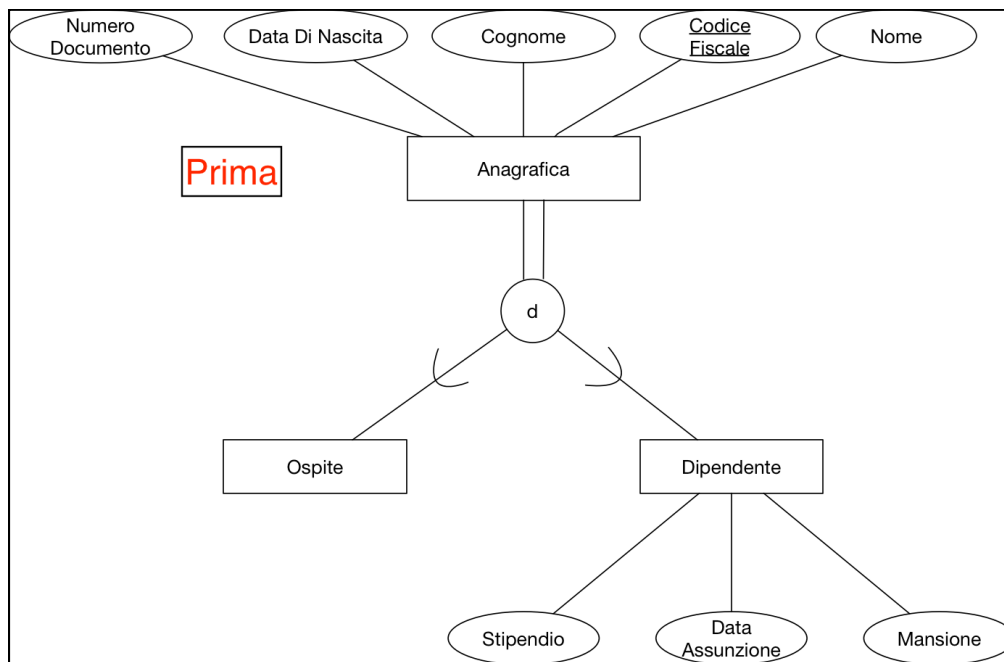 Numero
Documento
Data Di Nascita
Cognome
Codice
Fiscale
Nome
Prima
Anagrafica
d
Ospite
Dipendente
Stipendio
Data
Assunzione
Mansione